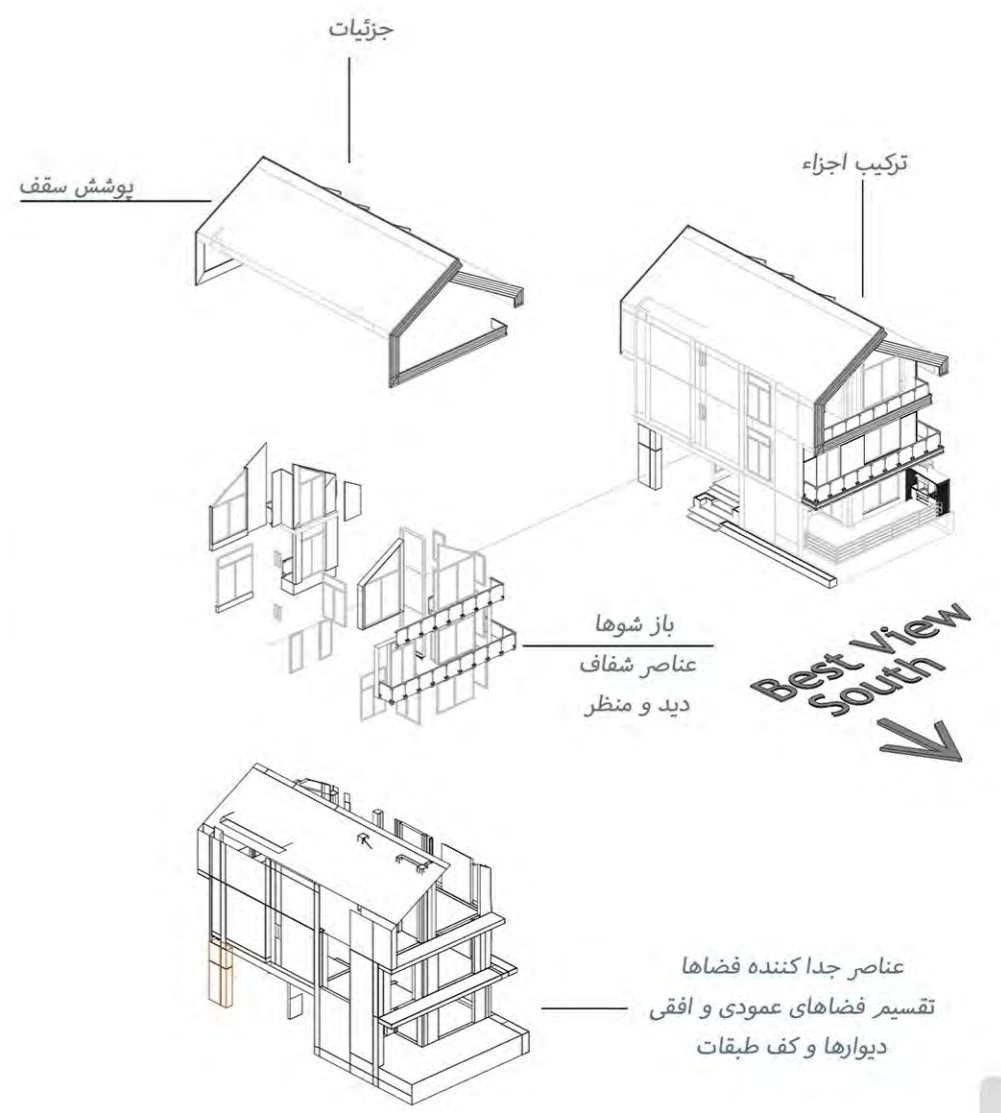 جزئیات
ترکیب اجزاء
پوشش سقف
باز شوها
عناصر شفاف
دید و منظر
Best View
South
عناصر جدا کننده فضاها
تقسیم فضاهای عمودی و افقی
دیوارها و کف طبقات